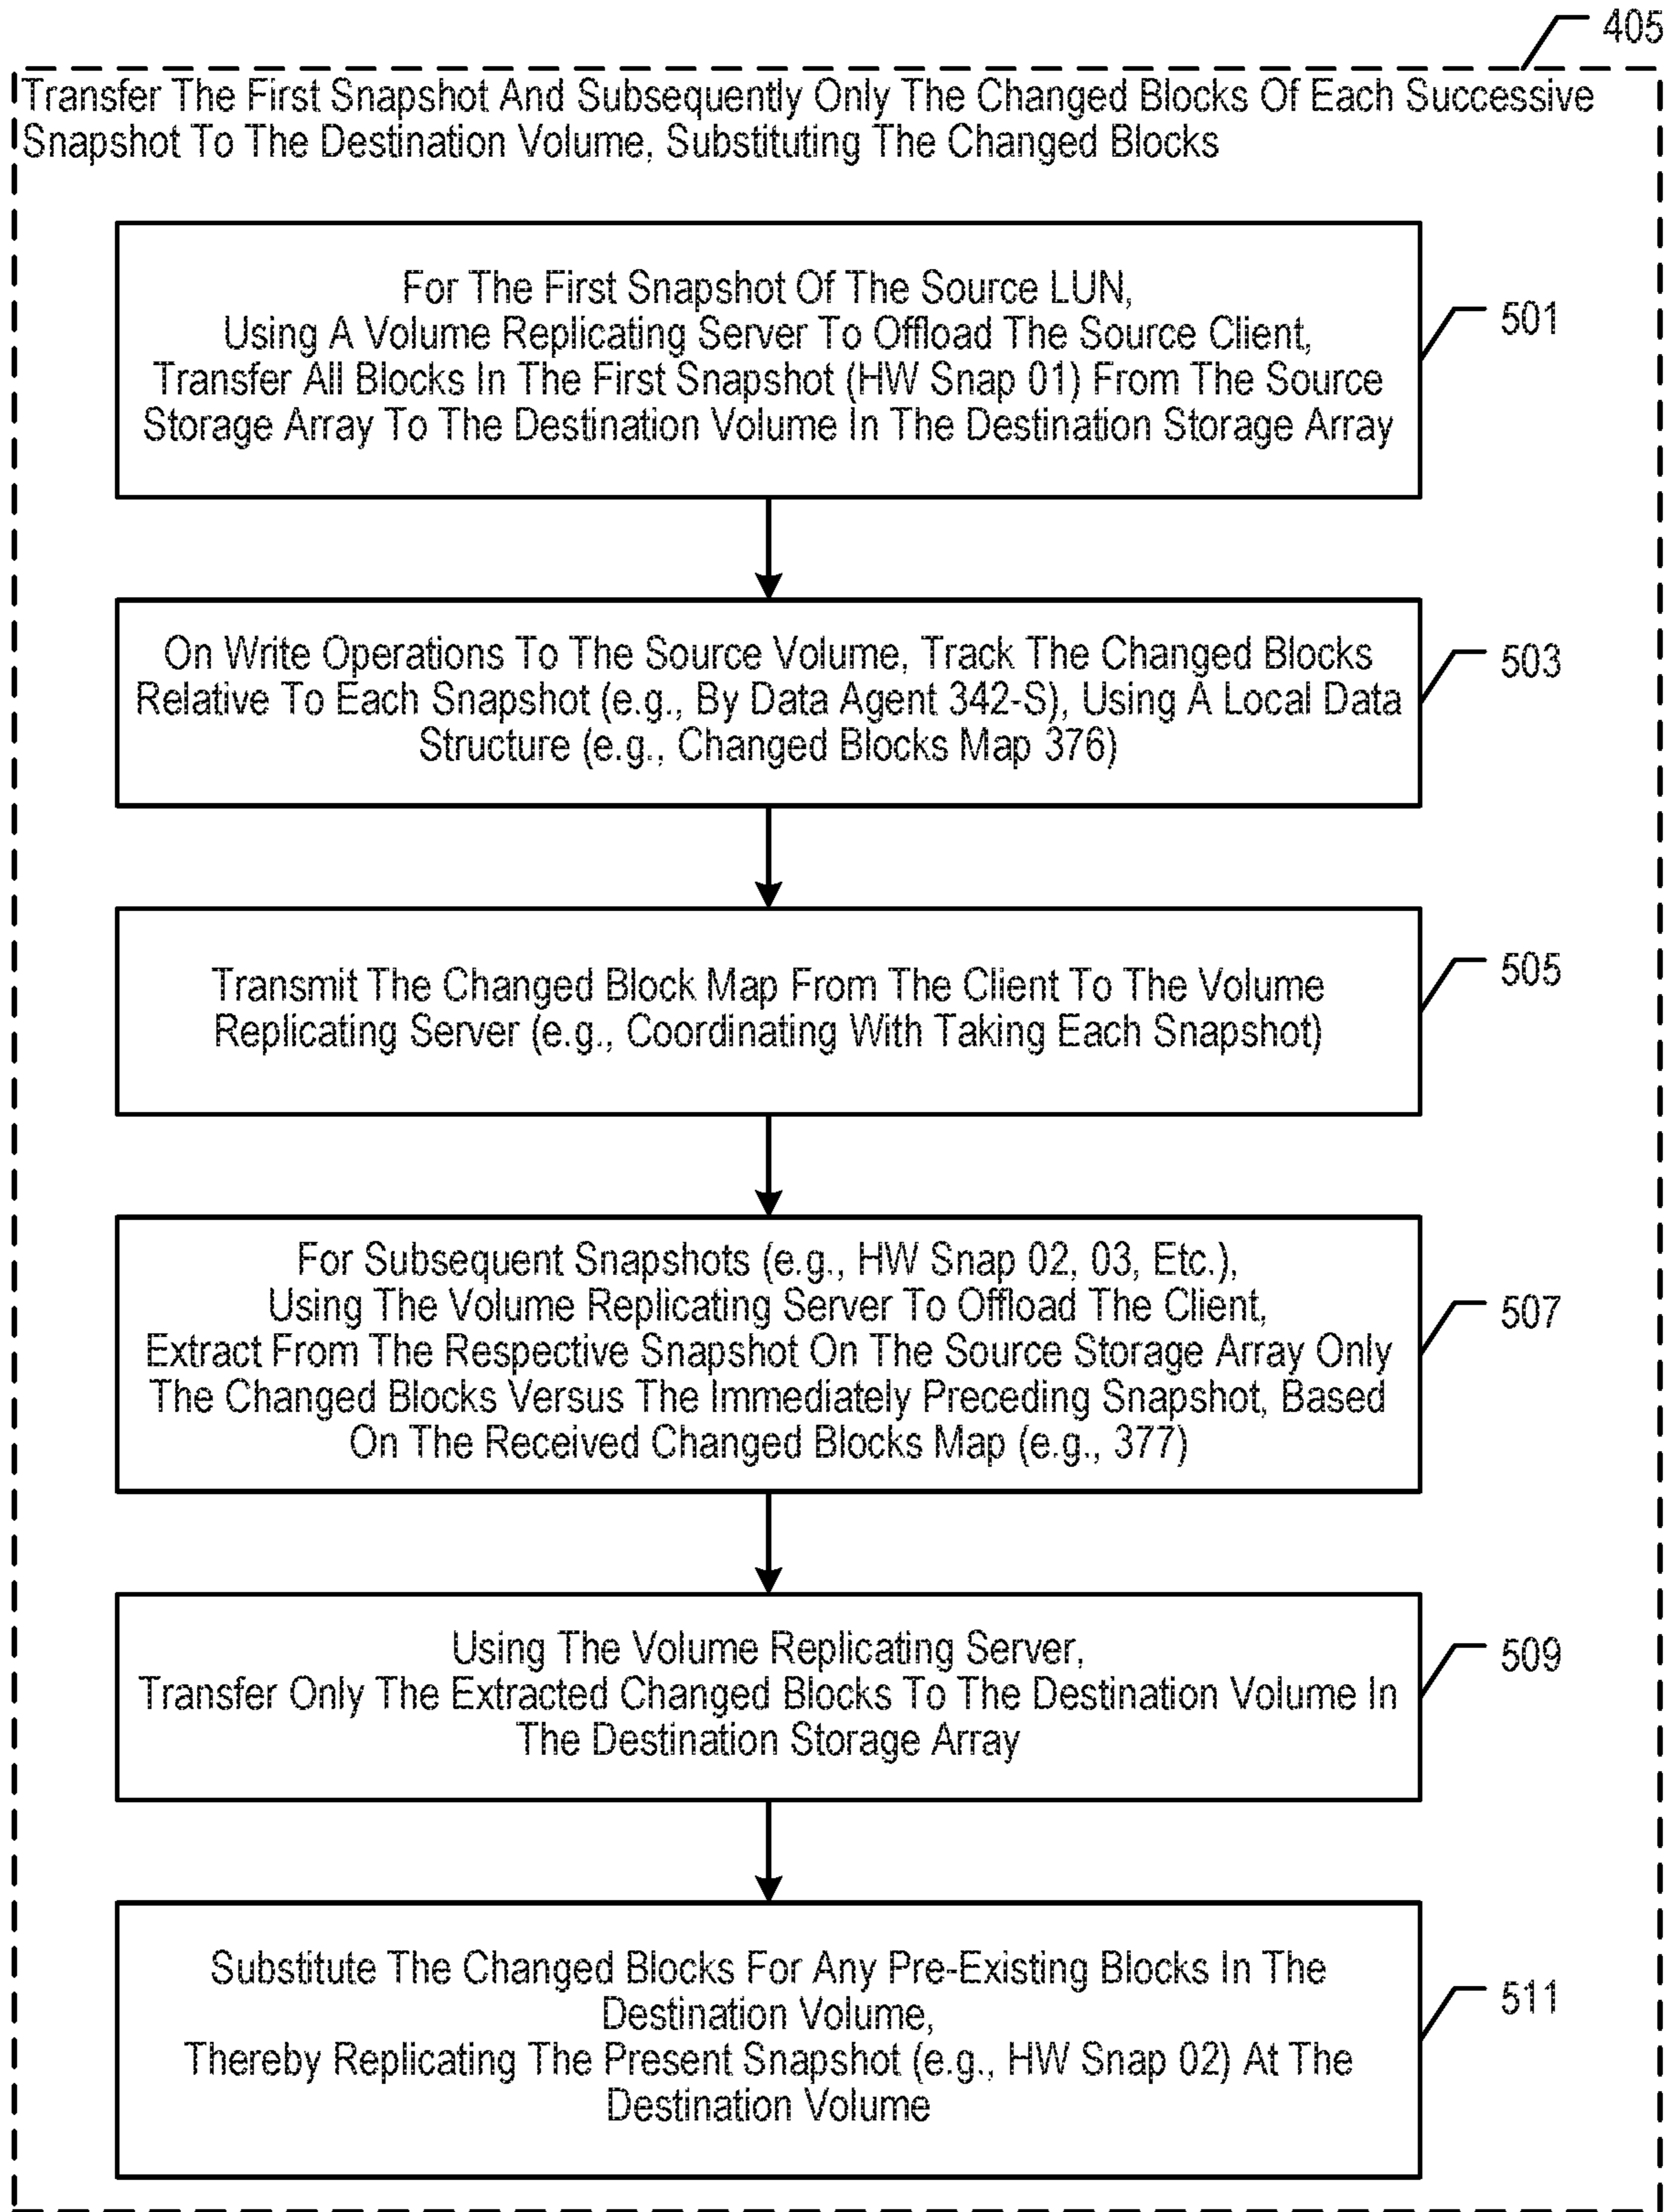 405
Transfer The First Snapshot And Subsequently Only The Changed Blocks Of Each Successive
Snapshot To The Destination Volume, Substituting The Changed Blocks
For The First Snapshot Of The Source LUN,
Using A Volume Replicating Server To Offload The Source Client,
Transfer All Blocks In The First Snapshot (HW Snap 01) From The Source
Storage Array To The Destination Volume In The Destination Storage Array
501
On Write Operations To The Source Volume, Track The Changed Blocks
Relative To Each Snapshot (e.g., By Data Agent 342-S), Using A Local Data
Structure (e.g., Changed Blocks Map 376)
503
Transmit The Changed Block Map From The Client To The Volume
Replicating Server (e.g., Coordinating With Taking Each Snapshot)
505
For Subsequent Snapshots (e.g., HW Snap 02, 03, Etc.),
Using The Volume Replicating Server To Offload The Client,
Extract From The Respective Snapshot On The Source Storage Array Only
The Changed Blocks Versus The Immediately Preceding Snapshot, Based
On The Received Changed Blocks Map (e.g., 377)
507
Using The Volume Replicating Server,
Transfer Only The Extracted Changed Blocks To The Destination Volume In
The Destination Storage Array
509
Substitute The Changed Blocks For Any Pre-Existing Blocks In The
Destination Volume,
Thereby Replicating The Present Snapshot (e.g., HW Snap 02) At The
Destination Volume
511